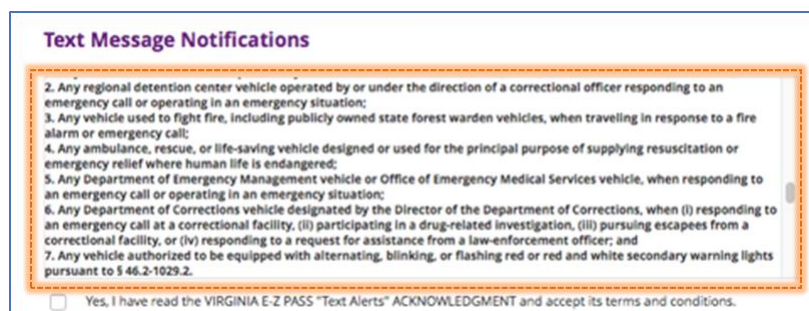 Text Message Notifications
2. Any regional detention center vehicle operated by or under the direction of a correctional officer responding to an
emergency call or operating in an emergency situation;
3. Any vehicle used to fight fire, including publicly owned state forest warden vehicles, when traveling in response to a fire
alarm or emergency call;
4. Any ambulance, rescue, or life-saving vehicle designed or used for the principal purpose of supplying resuscitation or
emergency relief where human life is endangered;
5. Any Department of Emergency Management vehicle or Office of Emergency Medical Services vehicle, when responding to
an emergency call or operating in an emergency situation;
6. Any Department of Corrections vehicle designated by the Director of the Department of Corrections, when (i) responding to
an emergency call at a correctional facility, (ii) participating in a drug-related investigation, (iii) pursuing escapees from a
correctional facility, or (iv) responding to a request for assistance from a law-enforcement officer; and
7. Any vehicle authorized to be equipped with alternating, blinking, or flashing red or red and white secondary warning lights
pursuant to § 46.2-1029.2.
Yes, I have read the VIRGINIA E-Z PASS "Text Alerts" ACKNOWLEDGMENT and accept its terms and conditions.